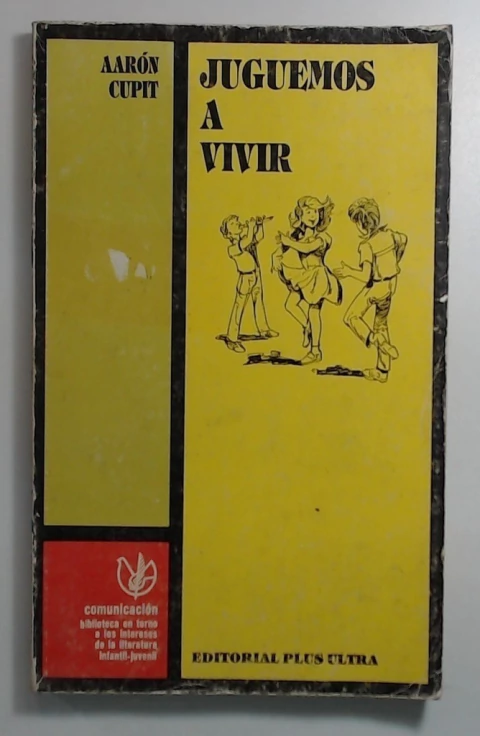 AARÓN
CUPIT
JUGUEMOS
A
VIVIR
comunicación
biblioteca en torno
a los intereses
de la literatura
infantil-juvenil
EDITORIAL PLUS ULTRA